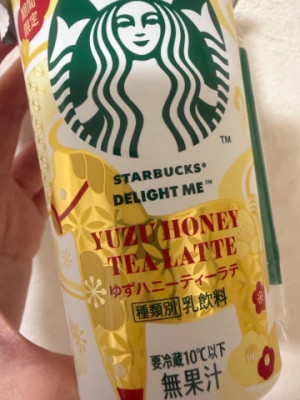 期間
限定
TM
STARBUCKS®
DELIGHT ME™
YUZU HONEY
TEA LATTE
ゆずハニーティーラテ
種類別 乳飲料
要冷蔵10℃以下
無果汁